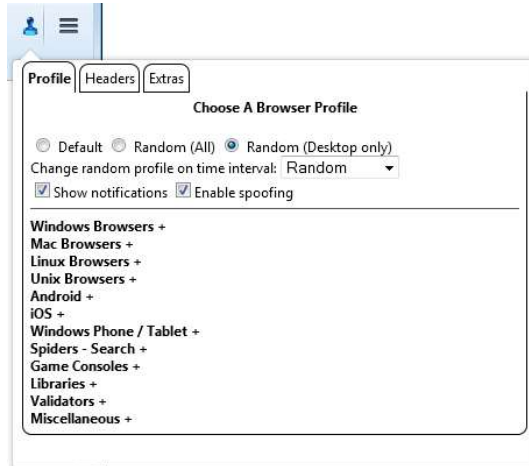 Profile Headers Extras
Choose A Browser Profile
Default Random (All) Random (Desktop only)
Change random profile on time interval: Random
Show notifications Enable spoofing
Windows Browsers +
Mac Browsers +
Linux Browsers +
Unix Browsers +
Android +
iOS +
Windows Phone / Tablet +
Spiders - Search +
Game Consoles +
Libraries +
Validators +
Miscellaneous +